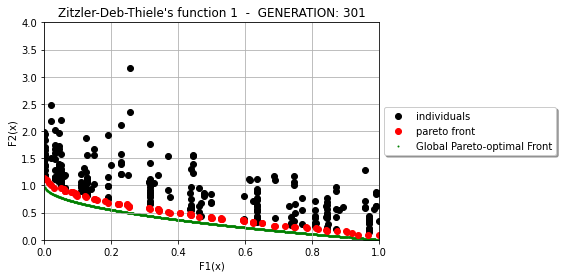 Zitzler-Deb-Thiele's function 1 - GENERATION: 301
4.0
3.5
3.0
2.5
2.0
1.5
1.0
0.5
0.0
F2(x)
0.0 0.2 0.4 0.6 0.8 1.0
F1(x)
individuals
pareto front
Global Pareto-optimal Front